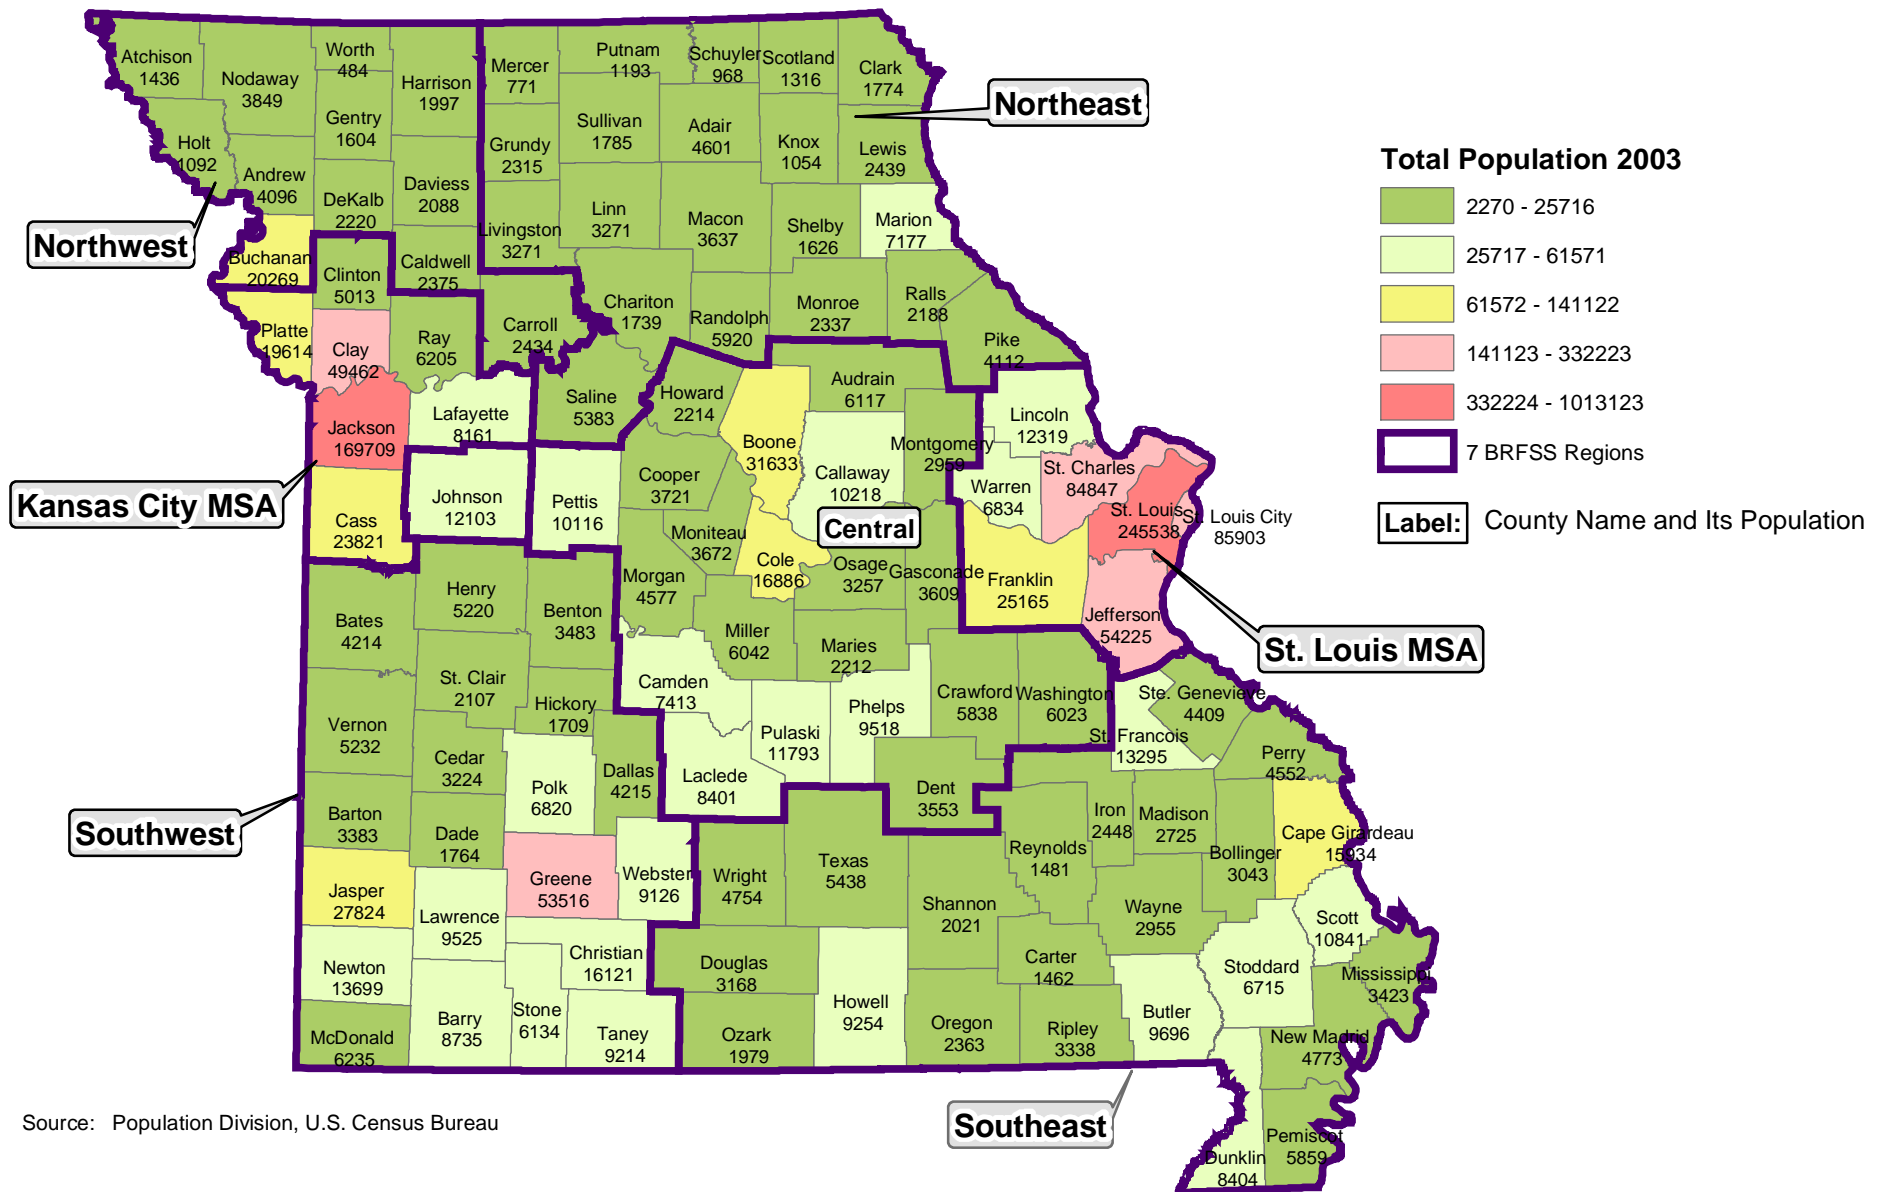 Atchison
1436
Nodaway
3849
Worth
484
Harrison
1997
Mercer
771
Putnam
1193
Schuyler
968
Scotland
1316
Clark
1774
Northeast
Gentry
1604
Sullivan
1785
Adair
4601
Knox
1054
Lewis
2439
Holt
1092
Andrew
4096
DeKalb
2220
Daviess
2088
Grundy
2315
Livingston
3271
Linn
3271
Macon
3637
Shelby
1626
Marion
7177
Northwest
Buchanan
20269
Clinton
5013
Caldwell
2375
Chariton
1739
Randolph
5920
Monroe
2337
Ralls
2188
Pike
4112
Platte
19614
Clay
49462
Ray
6205
Carroll
2434
Saline
5383
Howard
2214
Audrain
6117
Lincoln
12319
Jackson
169709
Lafayette
8161
Boone
31633
Callaway
10218
Montgomery
2959
Warren
6834
St. Charles
84847
St. Louis
245538
St. Louis City
85903
Kansas City MSA
Cass
23821
Johnson
12103
Pettis
10116
Cooper
3721
Moniteau
3672
Central
Cole
16886
Osage
3257
Gasconade
3609
Franklin
25165
Jefferson
54225
St. Louis MSA
Bates
4214
Henry
5220
Benton
3483
Morgan
4577
Miller
6042
Maries
2212
St. Clair
2107
Hickory
1709
Camden
7413
Pulaski
11793
Phelps
9518
Crawford
5838
Washington
6023
Ste. Genevieve
4409
St. Francois
13295
Perry
4552
Vernon
5232
Cedar
3224
Polk
6820
Dallas
4215
Laclede
8401
Dent
3553
Iron
2448
Madison
2725
Bollinger
3043
Cape Girardeau
15934
Southwest
Barton
3383
Dade
1764
Greene
53516
Webster
9126
Wright
4754
Texas
5438
Reynolds
1481
Shannon
2021
Wayne
2955
Scott
10841
Jasper
27824
Lawrence
9525
Christian
16121
Douglas
3168
Howell
9254
Carter
1462
Stoddard
6715
Mississippi
3423
Newton
13699
Barry
8735
Stone
6134
Taney
9214
Ozark
1979
Oregon
2363
Ripley
3338
Butler
9696
New Madrid
4773
McDonald
6235
Southeast
Pemiscot
5859
Dunklin
8404
Total Population 2003
2270 - 25716
25717 - 61571
61572 - 141122
141123 - 332223
332224 - 1013123
7 BRFSS Regions
Label: County Name and Its Population
Source: Population Division, U.S. Census Bureau